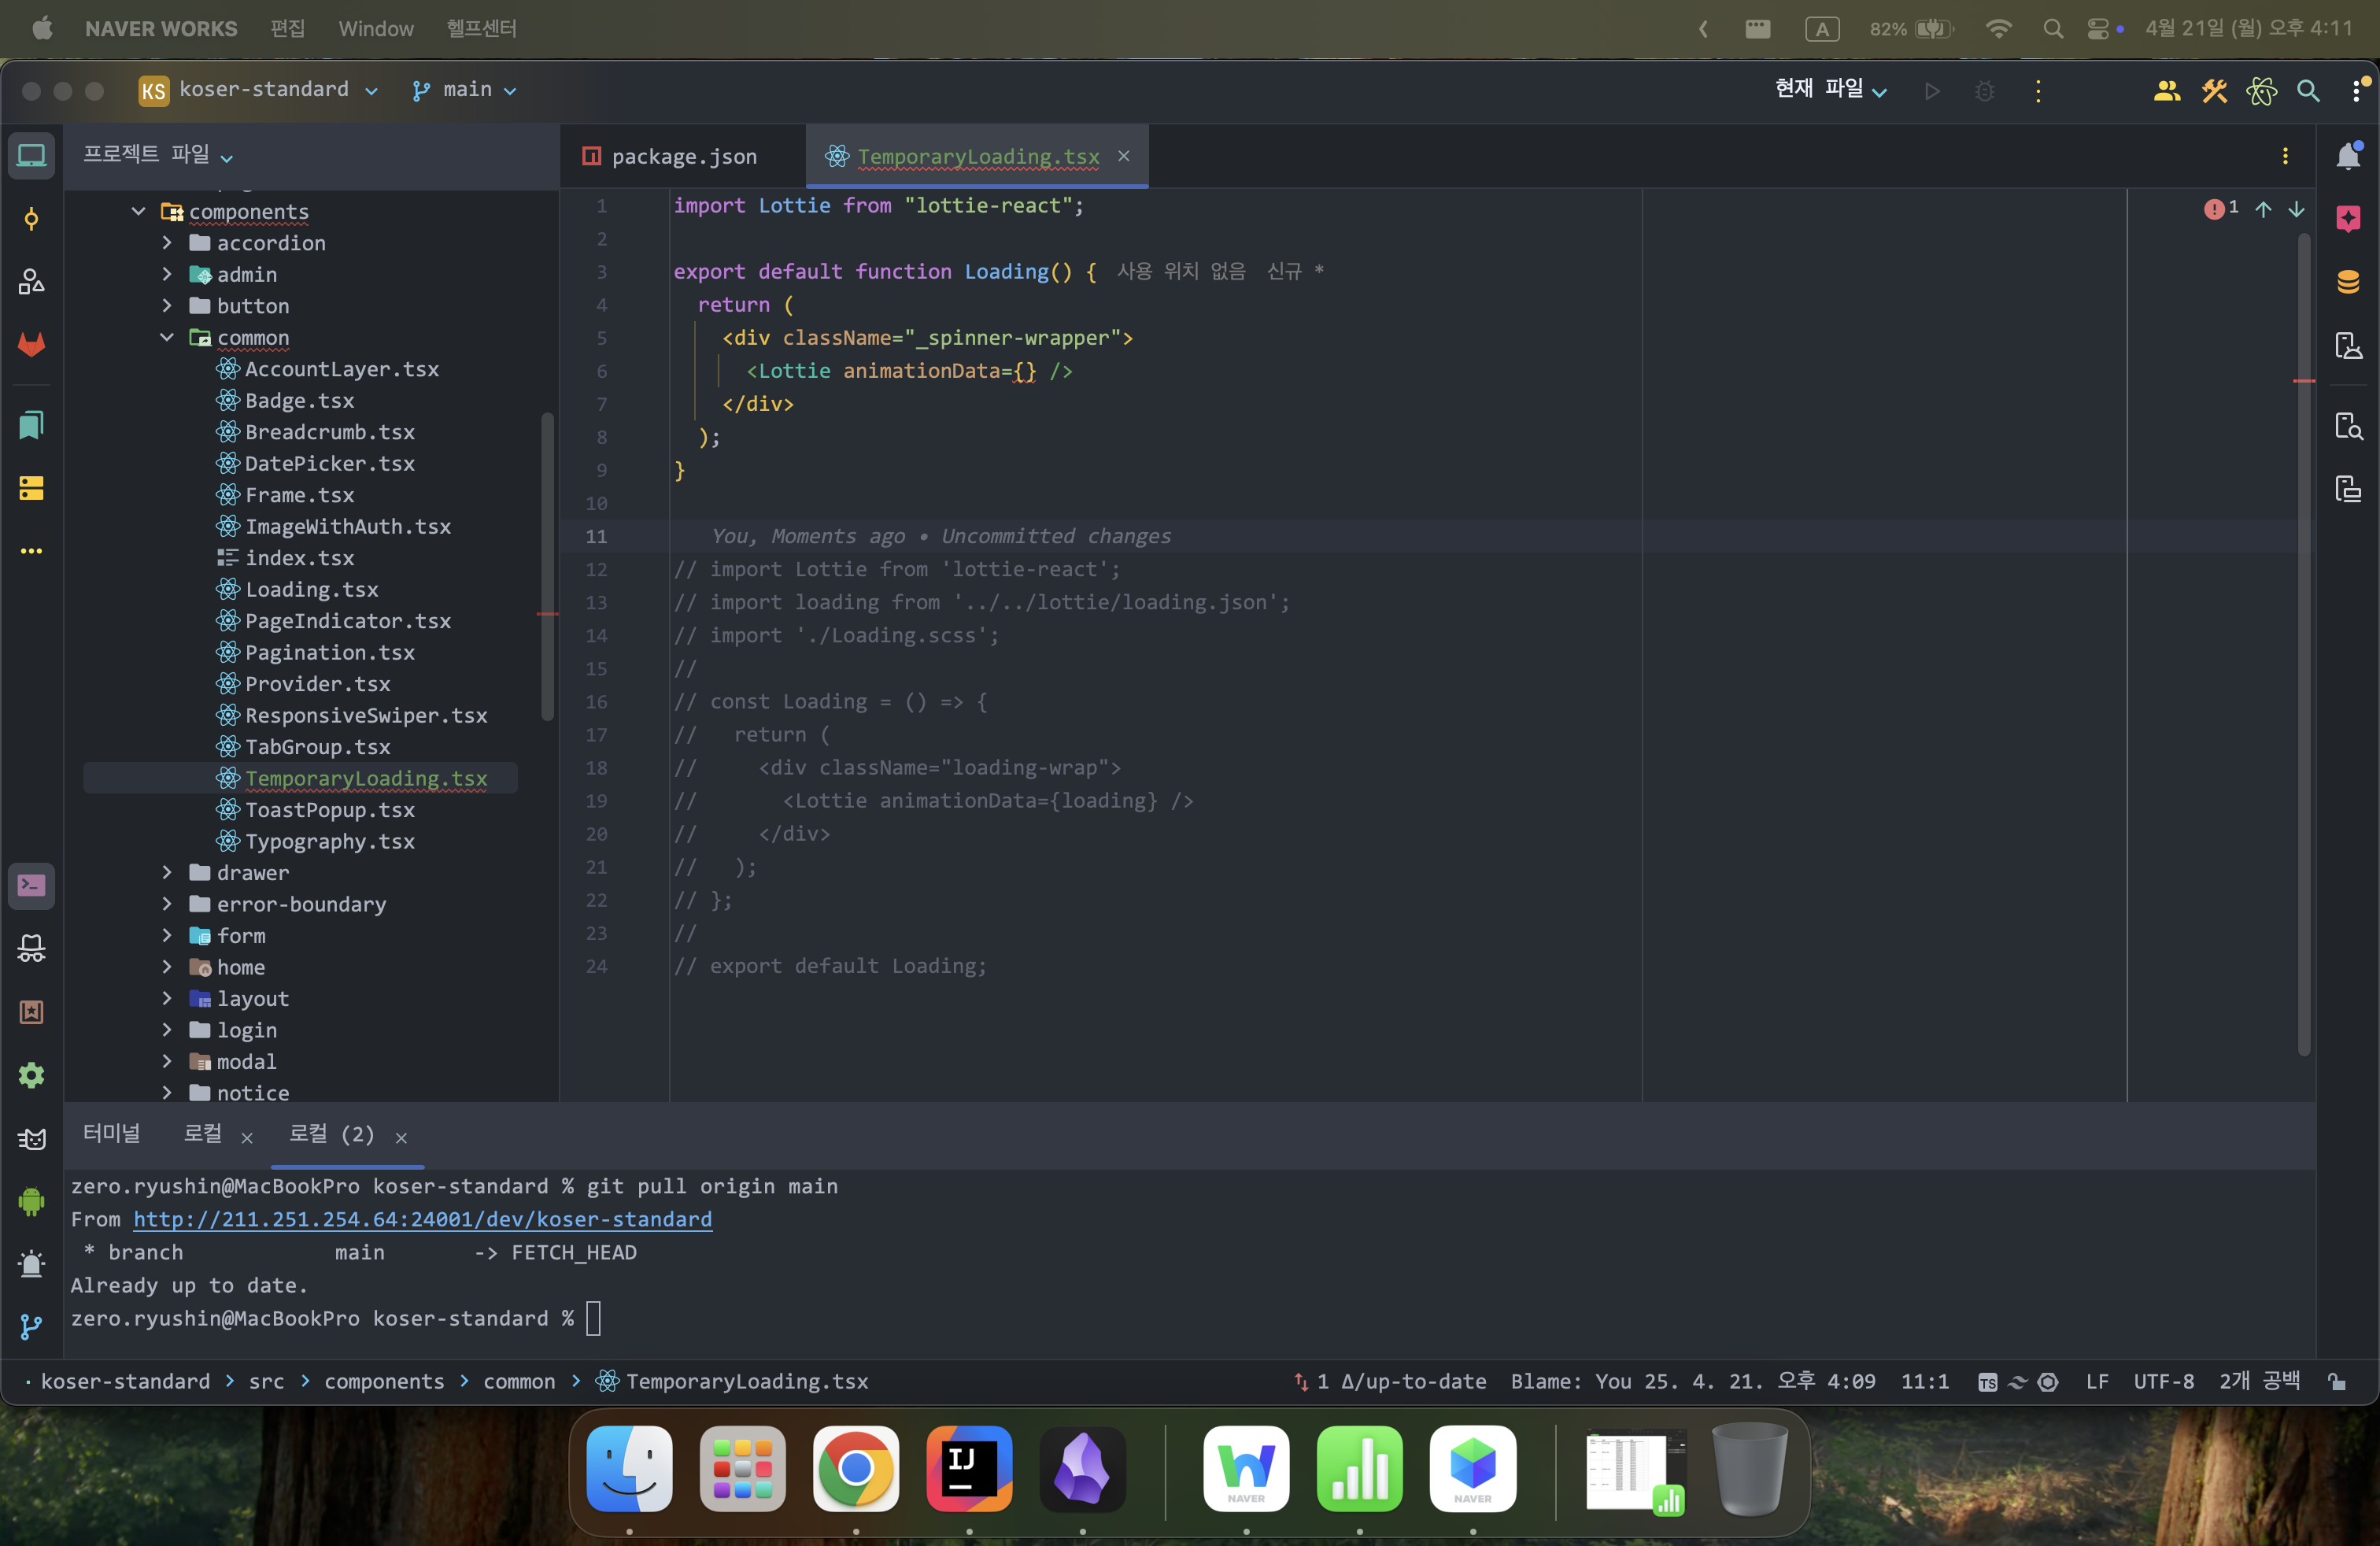 NAVER WORKS 편집 Window 헬프센터
A 82% 4월 21일 (월) 오후 4:11
KS koser-standard main
현재 파일
프로젝트 파일
components
accordion
admin
button
common
AccountLayer.tsx
Badge.tsx
Breadcrumb.tsx
DatePicker.tsx
Frame.tsx
ImageWithAuth.tsx
index.tsx
Loading.tsx
PageIndicator.tsx
Pagination.tsx
Provider.tsx
ResponsiveSwiper.tsx
TabGroup.tsx
TemporaryLoading.tsx
ToastPopup.tsx
Typography.tsx
drawer
error-boundary
form
home
layout
login
modal
notice
package.json TemporaryLoading.tsx
1
1 import Lottie from "lottie-react";
2
3 export default function Loading() { 사용 위치 없음 신규 *
4 return (
5 <div className="_spinner-wrapper">
6 <Lottie animationData={} />
7 </div>
8 );
9 }
10
11 You, Moments ago • Uncommitted changes
12 // import Lottie from 'lottie-react';
13 // import loading from '../../lottie/loading.json';
14 // import './Loading.scss';
15 //
16 // const Loading = () => {
17 // return (
18 // <div className="loading-wrap">
19 // <Lottie animationData={loading} />
20 // </div>
21 // );
22 // };
23 //
24 // export default Loading;
터미널 로컬 로컬 (2)
zero.ryushin@MacBookPro koser-standard % git pull origin main
From http://211.251.254.64:24001/dev/koser-standard
* branch main -> FETCH_HEAD
Already up to date.
zero.ryushin@MacBookPro koser-standard %
koser-standard > src > components > common > TemporaryLoading.tsx
1 Δ/up-to-date Blame: You 25. 4. 21. 오후 4:09 11:1 TS LF UTF-8 2개 공백
IJ
NAVER
NAVER